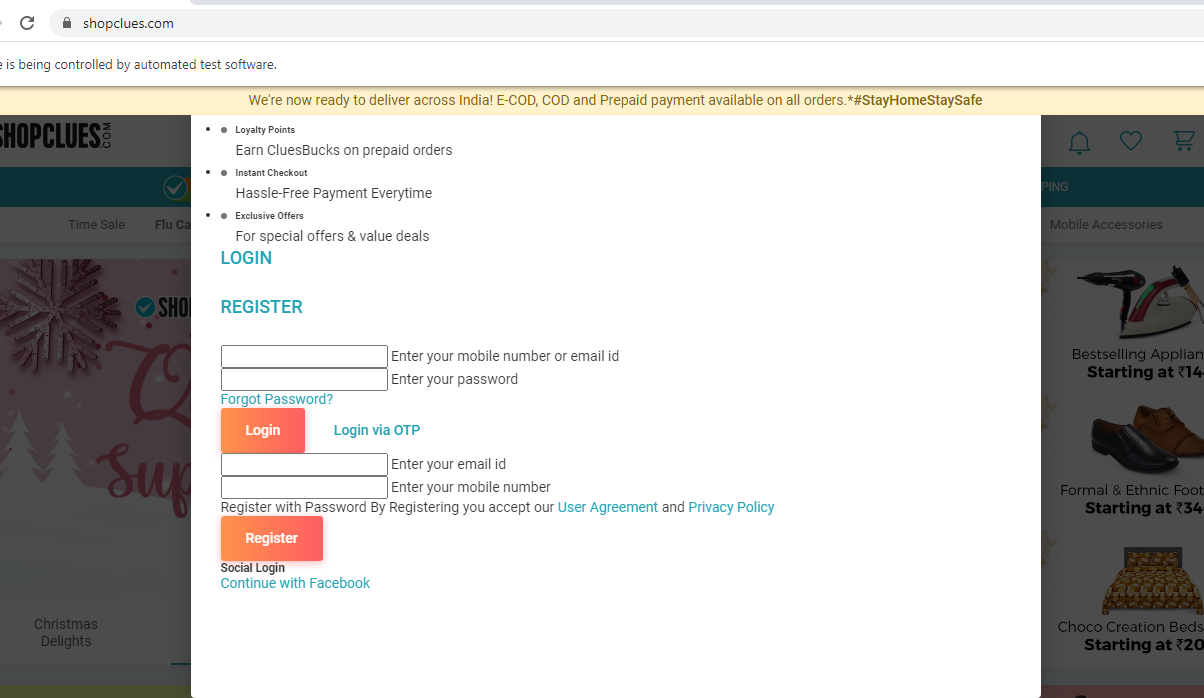 shopclues.com
is being controlled by automated test software.
We're now ready to deliver across India! E-COD, COD and Prepaid payment available on all orders.*#StayHomeStaySafe
SHOPCLUES.COM
Loyalty Points
Earn CluesBucks on prepaid orders
Instant Checkout
Hassle-Free Payment Everytime
Exclusive Offers
For special offers & value deals
PING
Time Sale
Flu Ca
Mobile Accessories
LOGIN
REGISTER
SHO
Enter your mobile number or email id
Enter your password
Forgot Password?
Login
Login via OTP
Enter your email id
Enter your mobile number
Register with Password By Registering you accept our User Agreement and Privacy Policy
Register
Social Login
Continue with Facebook
Sup
Christmas
Delights
Bestselling Applian
Starting at ₹14
Formal & Ethnic Foot
Starting at ₹34
Choco Creation Beds
Starting at ₹20